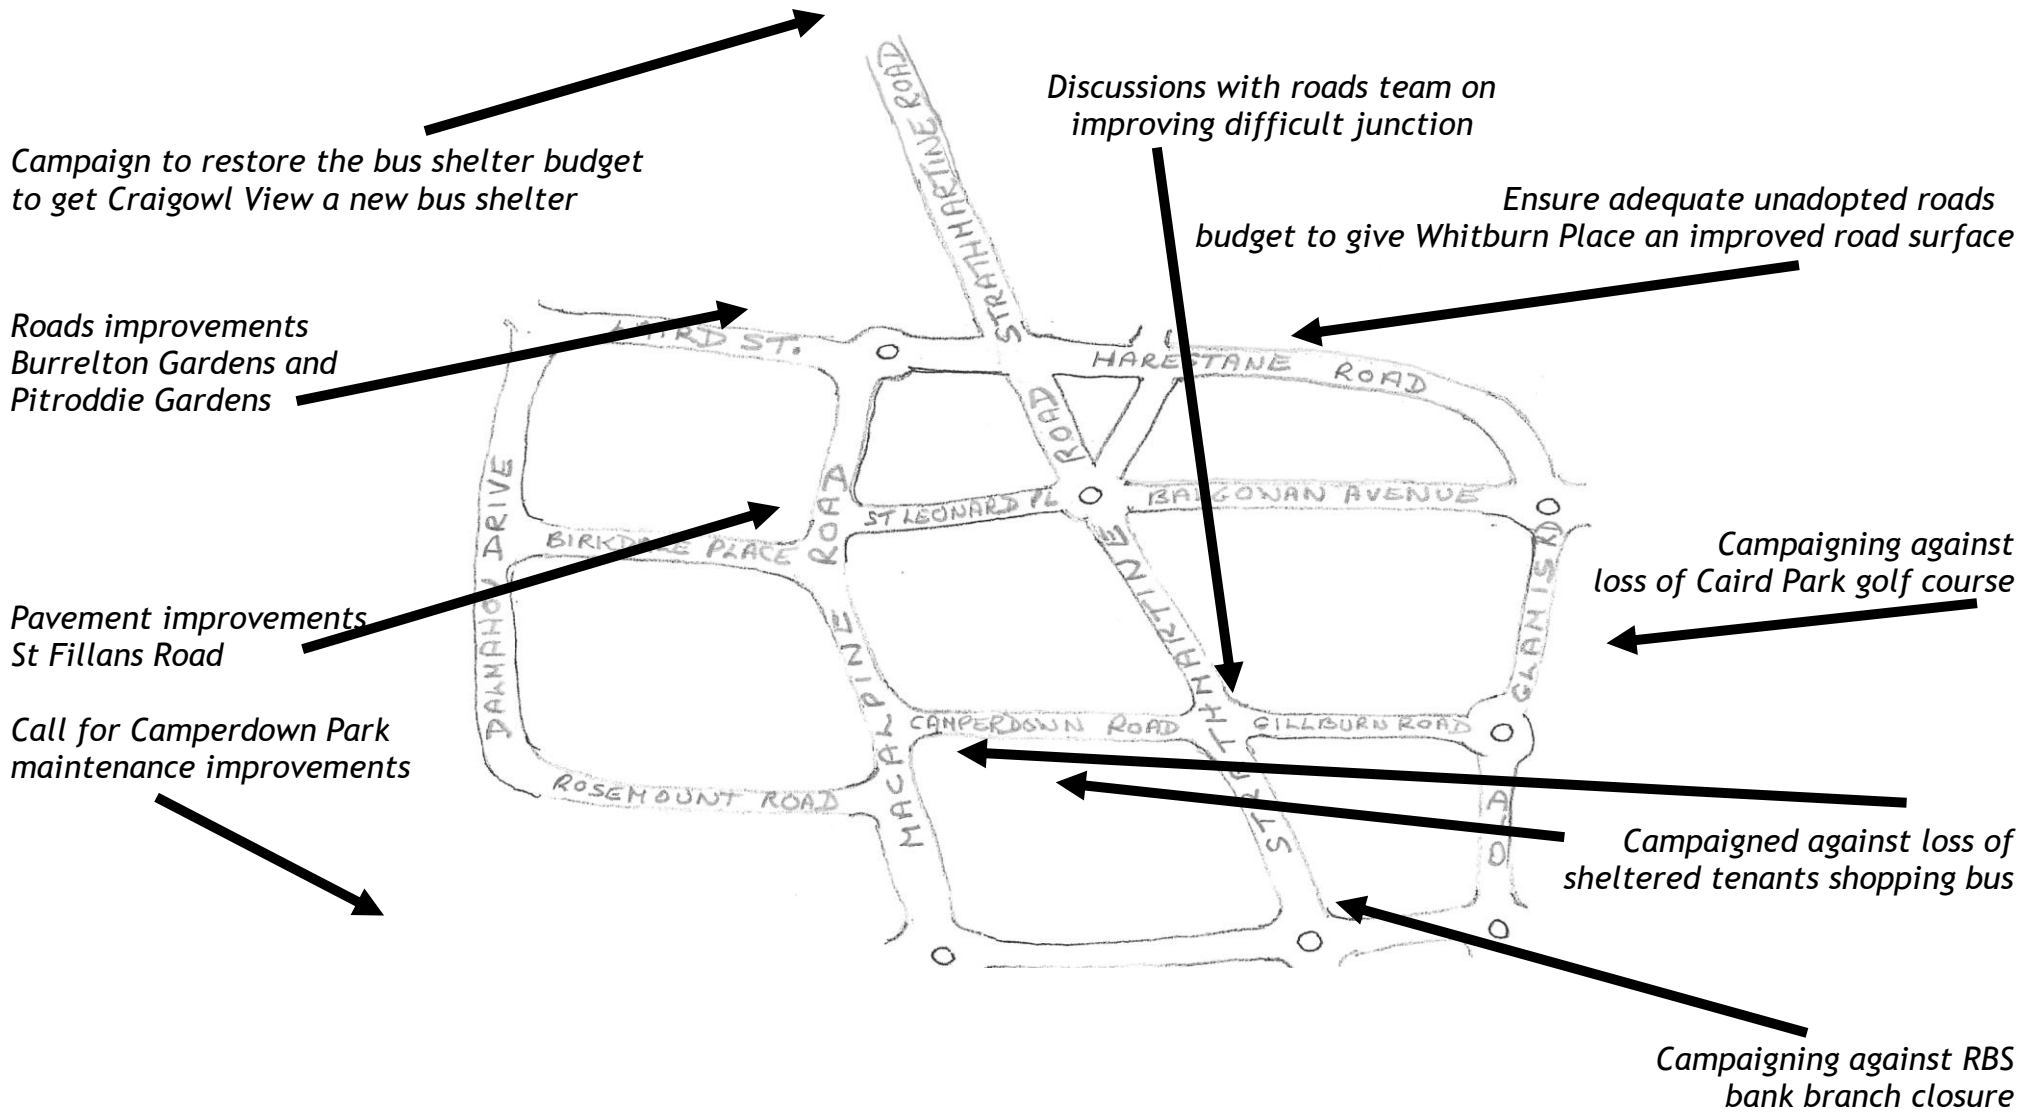 Campaign to restore the bus shelter budget
to get Craigowl View a new bus shelter
Discussions with roads team on
improving difficult junction
Ensure adequate unadopted roads
budget to give Whitburn Place an improved road surface
Roads improvements
Burrelton Gardens and
Pitroddie Gardens
Pavement improvements
St Fillans Road
Call for Camperdown Park
maintenance improvements
Campaigning against
loss of Caird Park golf course
Campaigned against loss of
sheltered tenants shopping bus
Campaigning against RBS
bank branch closure
STRATHMARTINE ROAD
LAIRD ST.
HARESTANE ROAD
DALMAHOY DRIVE
BIRKDALE PLACE
ROAD
ST LEONARD PL
ROAD
BALGOWAN AVENUE
STRATHMARTINE
GLAMIS RD
MACALPINE
CAMPERDOWN ROAD
GILLBURN ROAD
ROSEMOUNT ROAD
ROAD